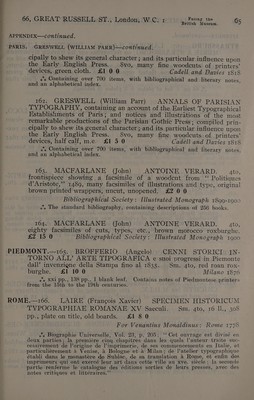 66, GREAT RUSSELL ST., London, W.C. 1 Facing the British Museum. 65
APPENDIX—continued.
PARIS. GRESWELL (WILLIAM PARR)—continued.
cipally to shew its general character; and its particular influence upon
the Early English Press. 8vo, many fine woodcuts of printers'
devices, green cloth. £1 0 0 Cadell and Davies 1818
⁂ Containing over 700 items, with bibliographical and literary notes,
and an alphabetical index.
162. GRESWELL (William Parr) ANNALS OF PARISIAN
TYPOGRAPHY, containing an account of the Earliest Typographical
Establishments of Paris; and notices and illustrations of the most
remarkable productions of the Parisian Gothic Press; compiled prin-
cipally to shew its general character; and its particular influence upon
the Early English Press. 8vo, many fine woodcuts of printers'
devices, half calf, m.e. £1 5 0 Cadell and Davies 1818
⁂ Containing over 700 items, with bibliographical and literary notes,
and an alphabetical index.
163. MACFARLANE (John) ANTOINE VERARD. 4to,
frontispiece showing a facsimile of a woodcut from "Politiques
d'Aristote," 1489, many facsimiles of illustrations and type, original
brown printed wrappers, uncut, unopened. £2 0 0
Bibliographical Society: Illustrated Monograph 1899-1900
⁂ The standard bibliography, containing descriptions of 256 books.
164. MACFARLANE (John) ANTOINE VERARD. 4to,
eighty facsimiles of cuts, types, etc., brown morocco roxburghe.
£2 15 0 Bibliographical Society: Illustrated Monograph 1900
PIEDMONT.—165. BROFFERIO (Angelo) CENNI STORICI IN-
TORNO ALL' ARTE TIPOGRAFICA e suoi progressi in Piemonte
dall' invenzione della Stampa fino al 1835. Sm. 4to, red roan rox-
burghe. £1 10 0 Milano 1876
⁂ xxi pp., 138 pp., 1 blank leaf. Contains notes of Piedmontese printers
from the 15th to the 19th centuries.
ROME.—166. LAIRE (François Xavier) SPECIMEN HISTORICUM
TYPOGRAPHIAE ROMANAE XV Saeculi. Sm. 4to, 16 ll., 308
pp., plate on title, old boards. £1 8 0
For Venantius Monaldinus: Rome 1778
⁂ Biographie Universelle, Vol. 23, p. 201: "Cet ouvrage est divisé en
deux parties; la première cinq chapitres dans les quels l'auteur traite suc-
cessivement de l'origine de l'imprimerie, de ses commencements en Italie, et
particulièrement à Venise, à Bologne et à Milan; de l'atelier typographique
établi dans le monastère de Subiac, de sa translation à Rome, et enfin des
imprimeurs qui ont exercé leur art dans cette ville au xve. siècle; la seconde
partie renferme le catalogue des éditions sorties de leurs presses, avec des
notes critiques et littéraires."